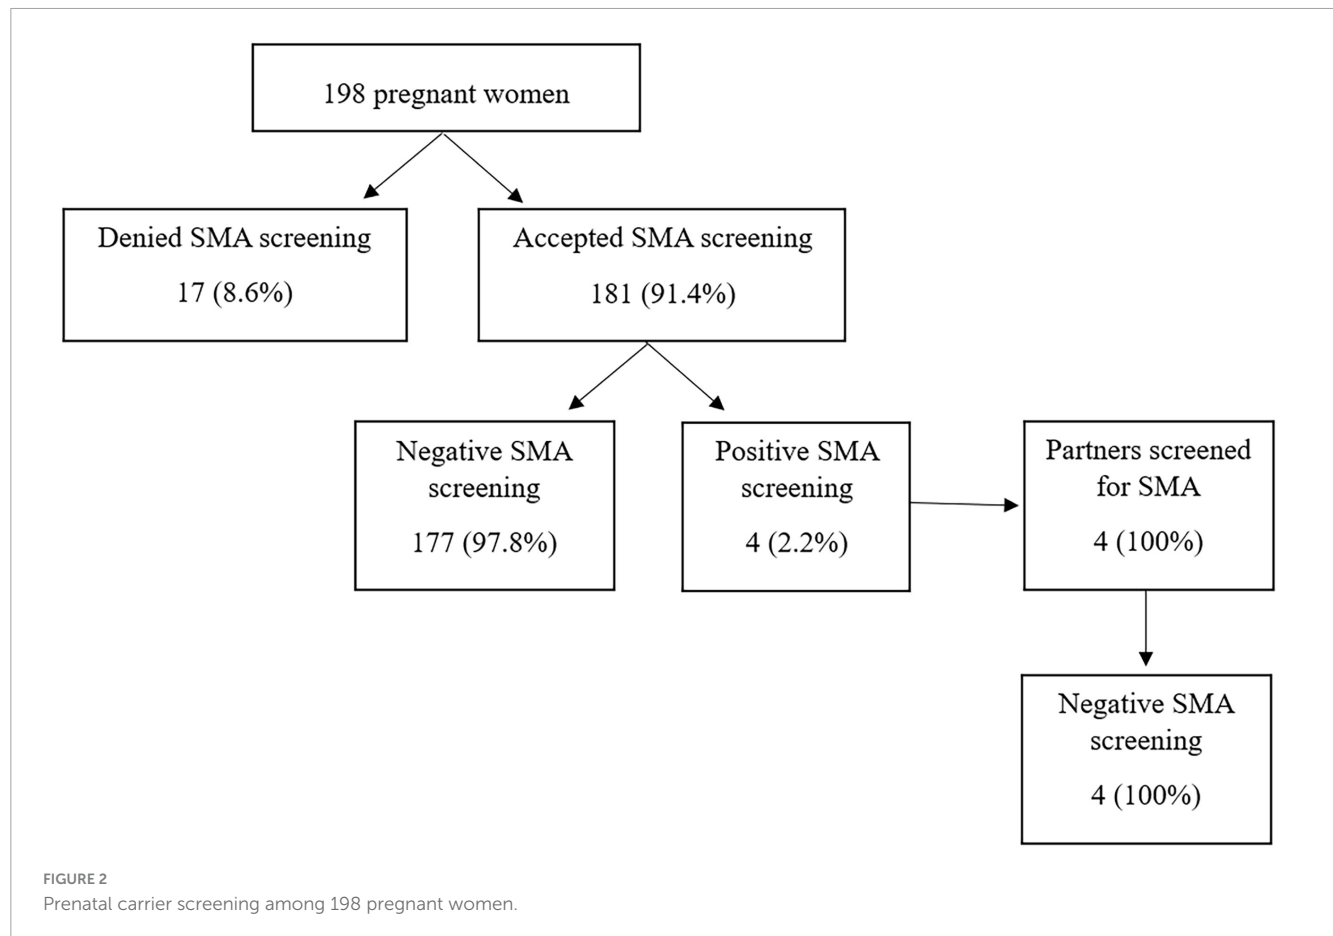 198 pregnant women
Denied SMA screening
17 (8.6%)
Accepted SMA screening
181 (91.4%)
Negative SMA
screening
177 (97.8%)
Positive SMA
screening
4 (2.2%)
Partners screened
for SMA
4 (100%)
Negative SMA
screening
4 (100%)
FIGURE 2
Prenatal carrier screening among 198 pregnant women.